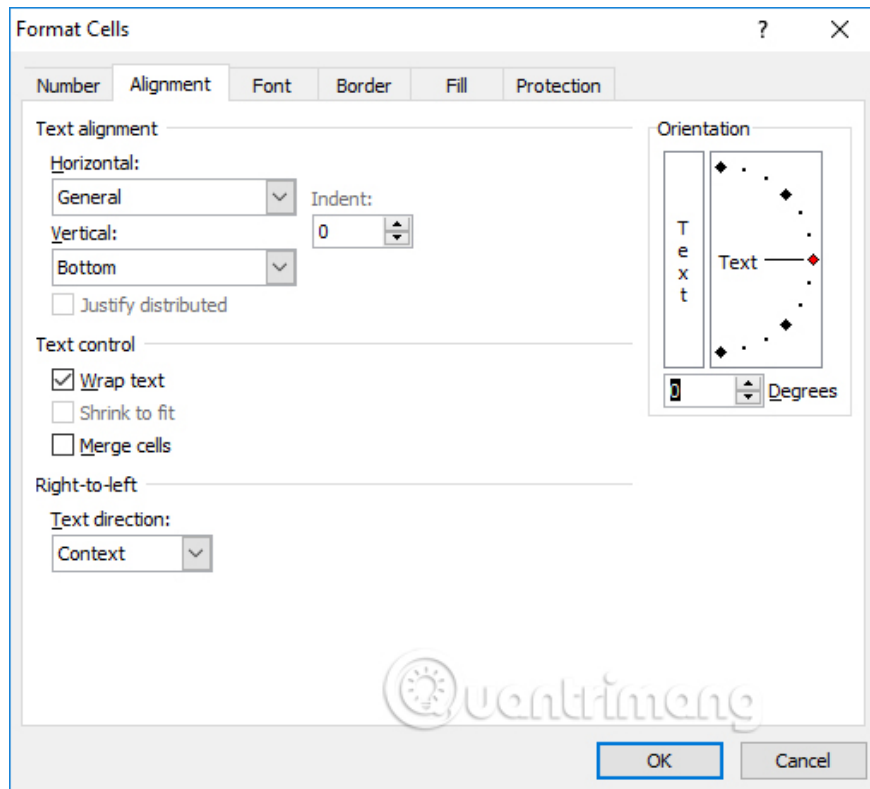 Format Cells ? X
Number Alignment Font Border Fill Protection
Text alignment
Horizontal:
General
Indent:
0
Vertical:
Bottom
Justify distributed
Text control
Wrap text
Shrink to fit
Merge cells
Right-to-left
Text direction:
Context
Orientation
Text
Text
0 Degrees
Quantrimang
OK Cancel